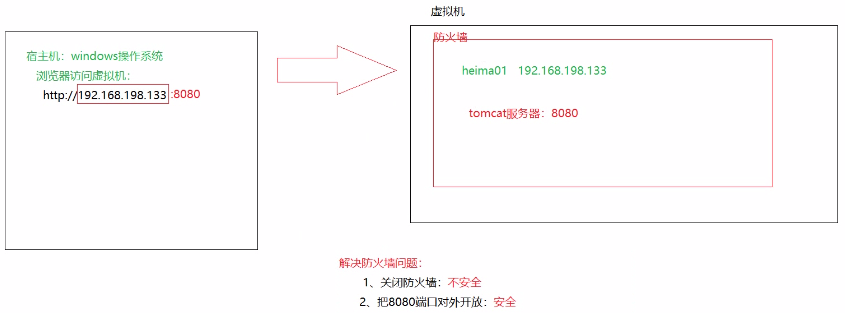 虚拟机
防火墙
宿主机：windows操作系统
浏览器访问虚拟机：
http://192.168.198.133:8080
heima01 192.168.198.133
tomcat服务器：8080
解决防火墙问题：
1、关闭防火墙：不安全
2、把8080端口对外开放：安全